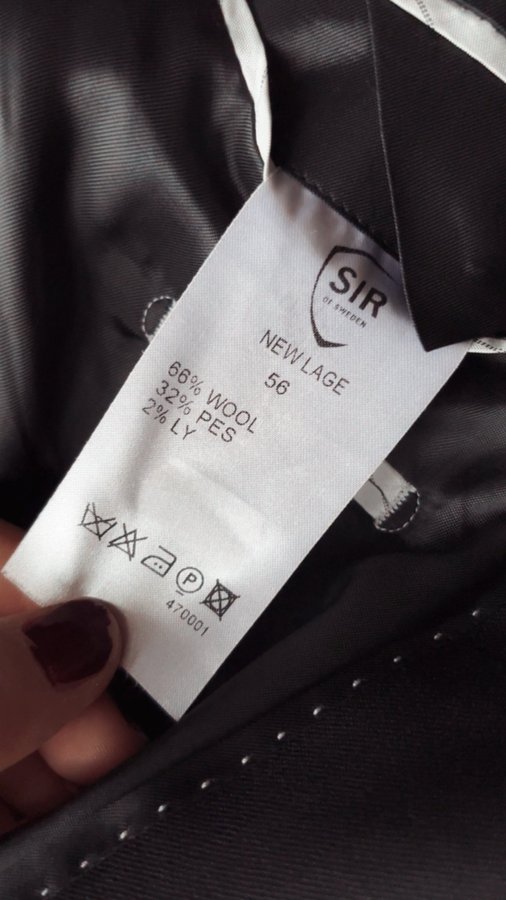 SIR
OF SWEDEN
NEW LAGE
56
66% WOOL
32% PES
2% LY
P
470001